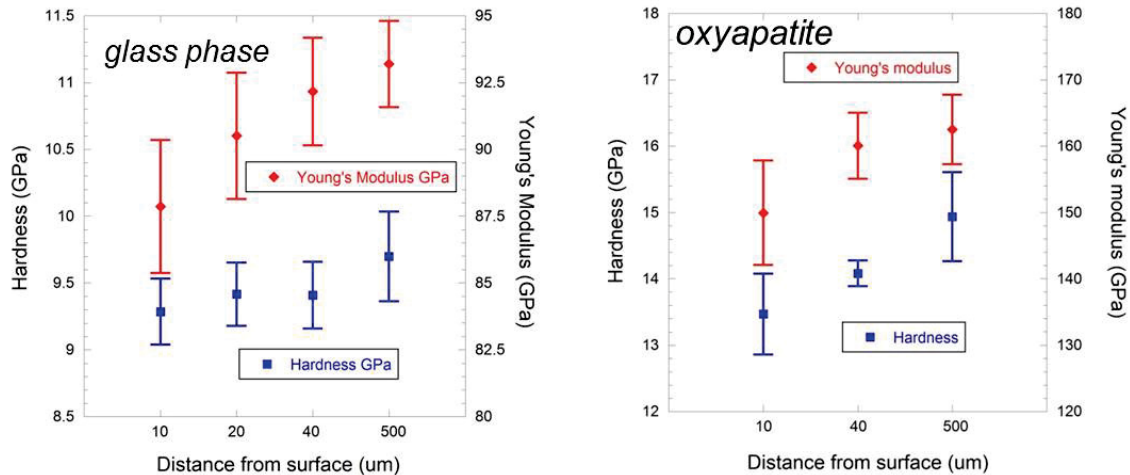 glass phase
Hardness (GPa)
11.5
11
10.5
10
9.5
9
8.5
95
92.5
90
87.5
85
82.5
80
Young's Modulus (GPa)
Young's Modulus GPa
Hardness GPa
10 20 40 500
Distance from surface (um)
oxyapatite
Hardness (GPa)
18
17
16
15
14
13
12
180
170
160
150
140
130
120
Young's modulus (GPa)
Young's modulus
Hardness
10 40 500
Distance from surface (um)